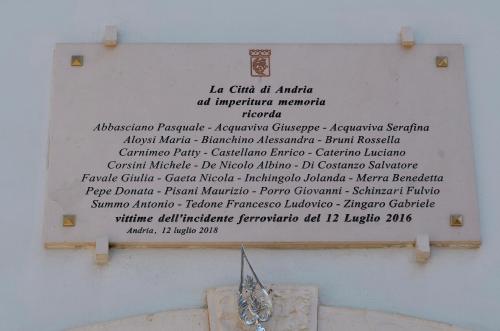 La Città di Andria
ad imperitura memoria
ricorda
Abbasciano Pasquale - Acquaviva Giuseppe - Acquaviva Serafina
Aloysi Maria - Bianchino Alessandra - Bruni Rossella
Carnimeo Patty - Castellano Enrico - Caterino Luciano
Corsini Michele - De Nicolo Albino - Di Costanzo Salvatore
Favale Giulia - Gaeta Nicola - Inchingolo Jolanda - Merra Benedetta
Pepe Donata - Pisani Maurizio - Porro Giovanni - Schinzari Fulvio
Summo Antonio - Tedone Francesco Ludovico - Zingaro Gabriele
vittime dell'incidente ferroviario del 12 Luglio 2016
Andria, 12 luglio 2018